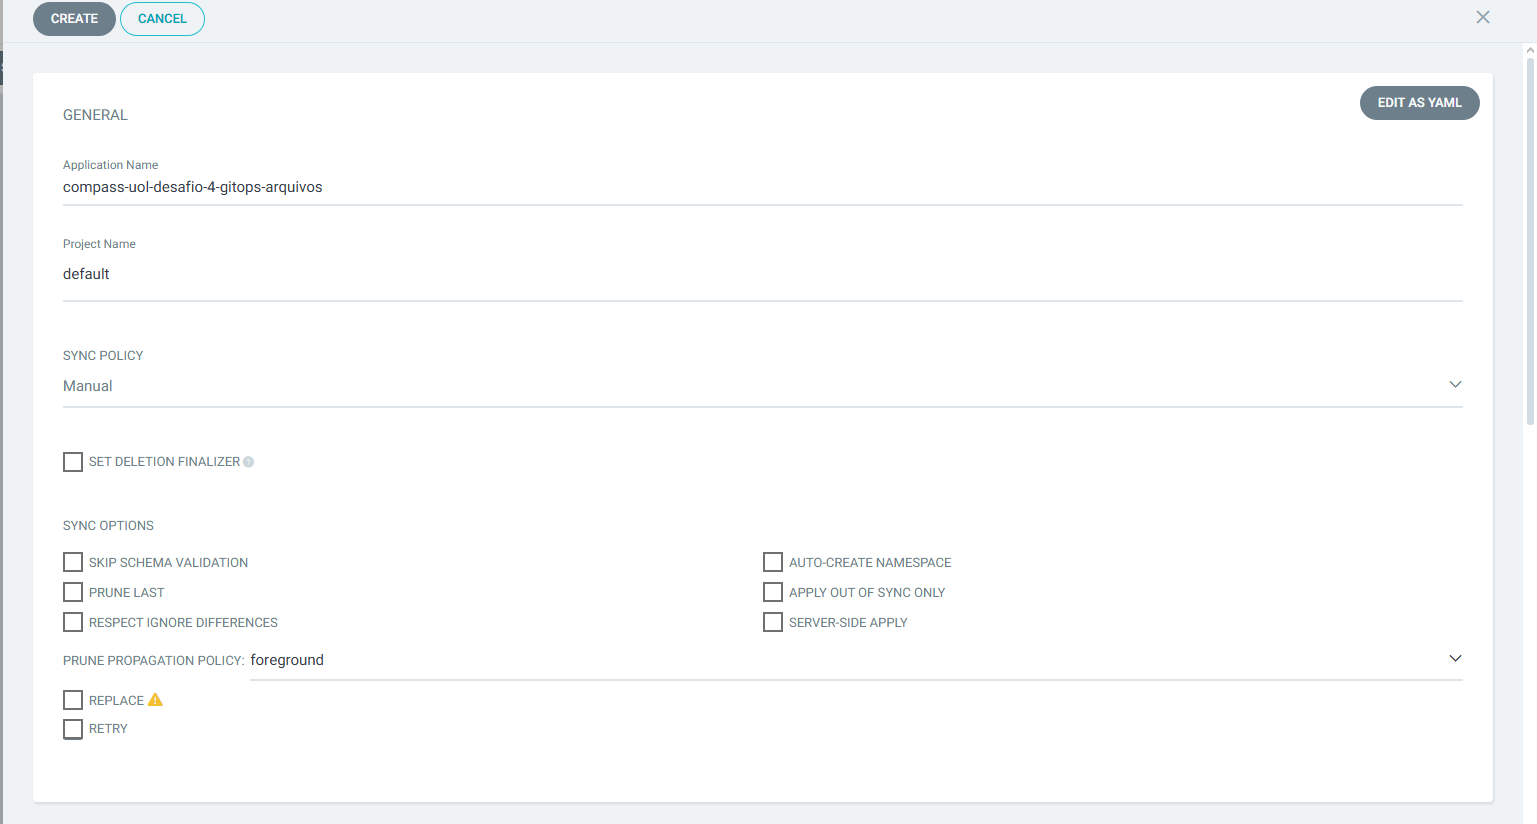 CREATE
CANCEL
GENERAL
EDIT AS YAML
Application Name
compass-uol-desafio-4-gitops-arquivos
Project Name
default
SYNC POLICY
Manual
SET DELETION FINALIZER
SYNC OPTIONS
SKIP SCHEMA VALIDATION
AUTO-CREATE NAMESPACE
PRUNE LAST
APPLY OUT OF SYNC ONLY
RESPECT IGNORE DIFFERENCES
SERVER-SIDE APPLY
PRUNE PROPAGATION POLICY: foreground
REPLACE
RETRY